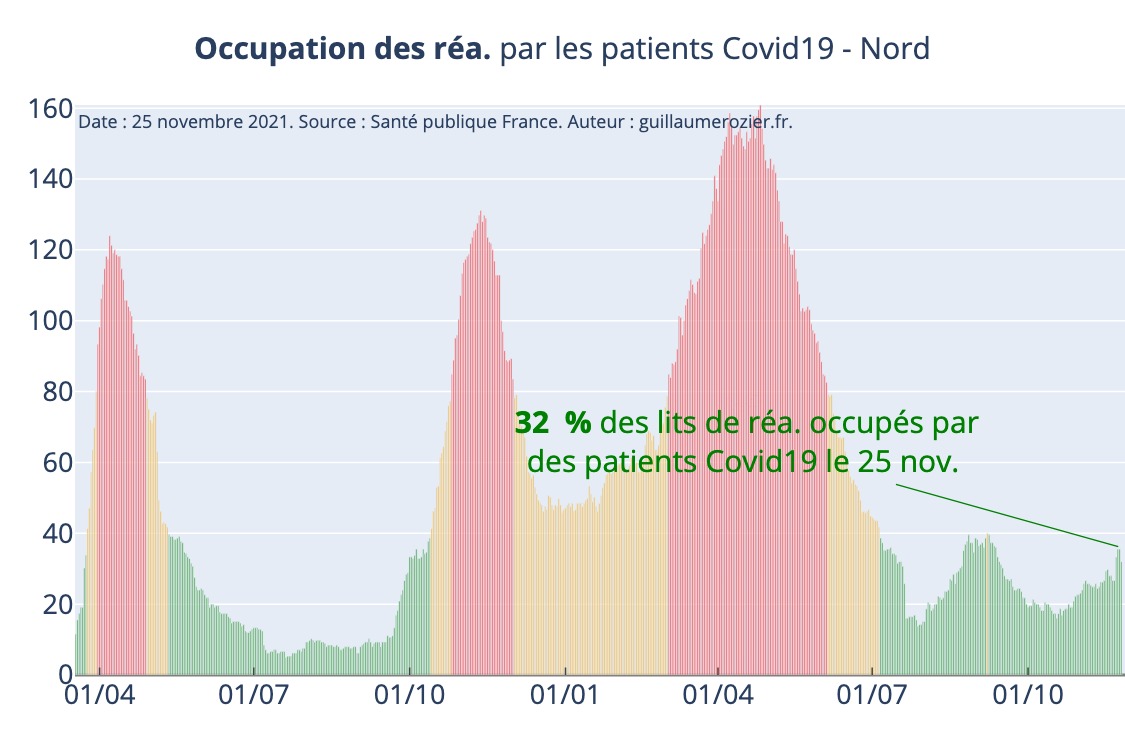 Occupation des réa. par les patients Covid19 - Nord
160
Date : 25 novembre 2021. Source : Santé publique France. Auteur : guillaumerozier.fr.
140
120
100
80
32 % des lits de réa. occupés par
des patients Covid19 le 25 nov.
60
40
20
0
01/04 01/07 01/10 01/01 01/04 01/07 01/10